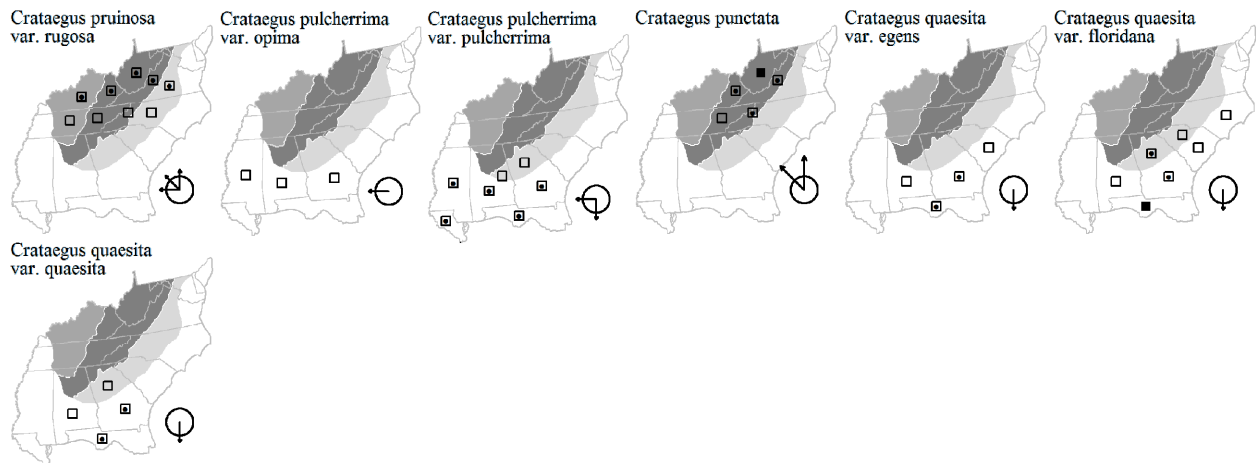 Crataegus pruinosa
var. rugosa
Crataegus pulcherrima
var. opima
Crataegus pulcherrima
var. pulcherrima
Crataegus punctata
Crataegus quaesita
var. egens
Crataegus quaesita
var. floridana
Crataegus quaesita
var. quaesita